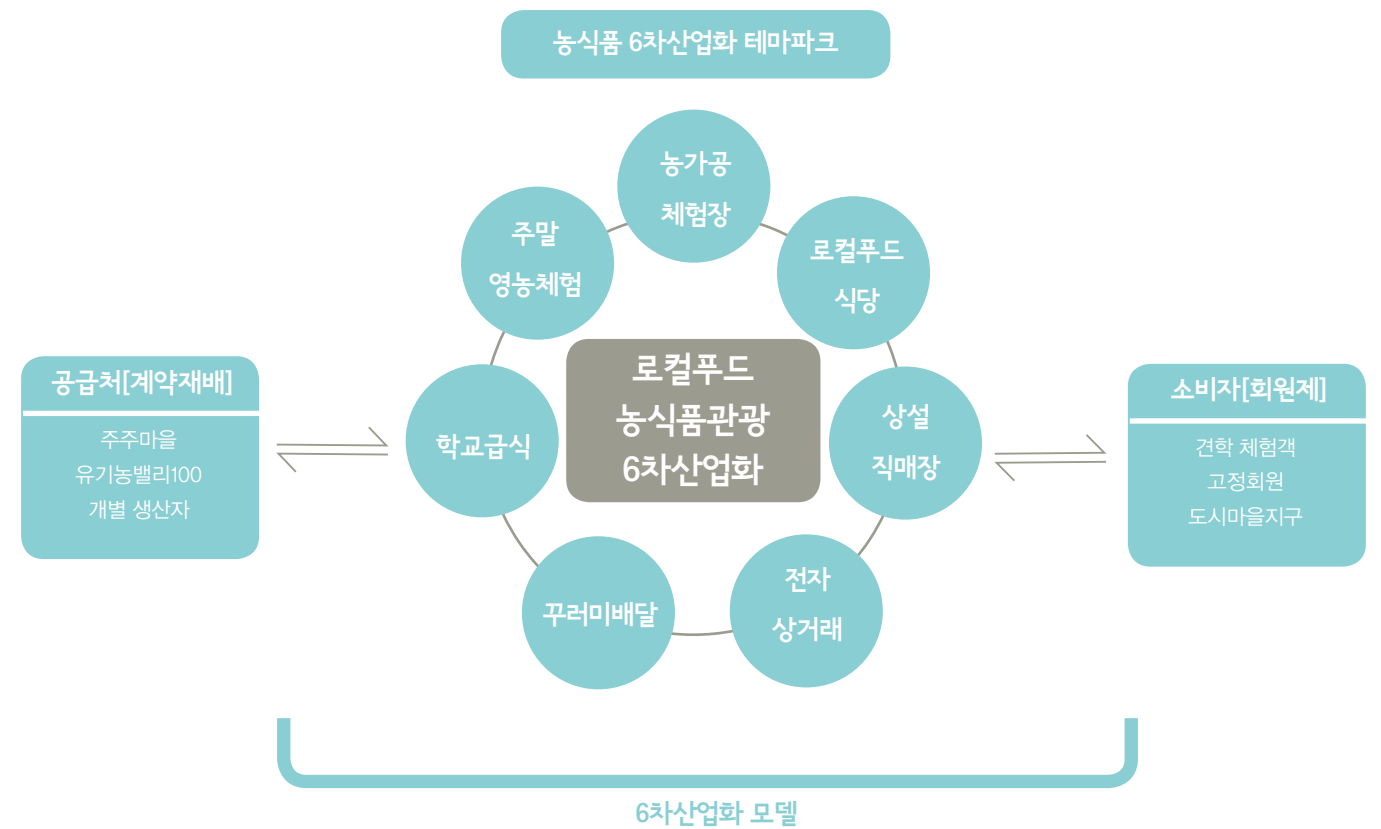 농식품 6차산업화 테마파크
농가공
체험장
주말
영농체험
로컬푸드
식당
공급처[계약재배]
주주마을
유기농밸리100
개별 생산자
학교급식
로컬푸드
농식품관광
6차산업화
상설
직매장
소비자[회원제]
견학 체험객
고정회원
도시마을지구
꾸러미배달
전자
상거래
6차산업화 모델